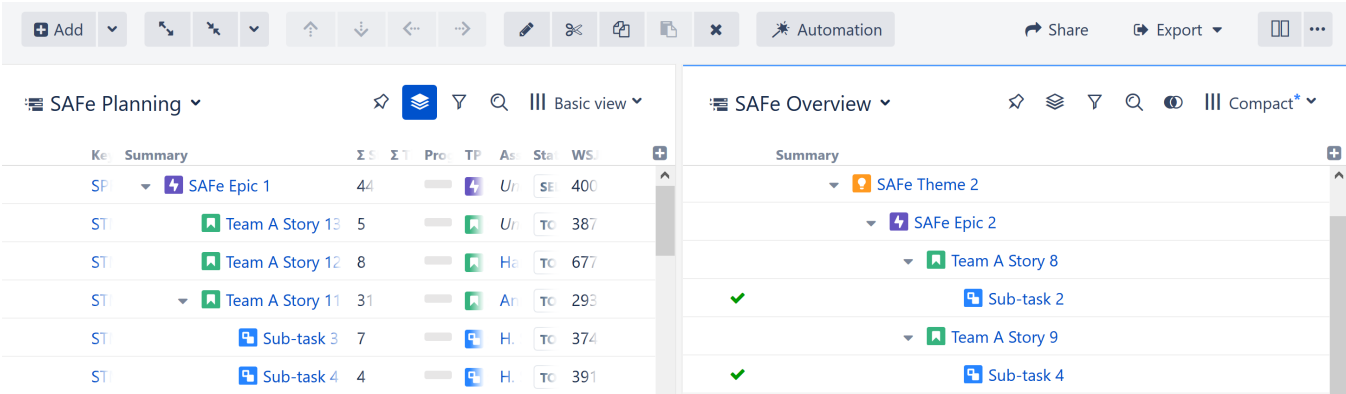 Add Automation Share Export
SAFe Planning Basic view
Summary Σ Σ TP
SAFe Epic 1 44 400
Team A Story 13 5 387
Team A Story 12 8 677
Team A Story 11 31 293
Sub-task 3 7 H. 374
Sub-task 4 4 H. 391
SAFe Overview Compact*
Summary
SAFe Theme 2
SAFe Epic 2
Team A Story 8
Sub-task 2
Team A Story 9
Sub-task 4